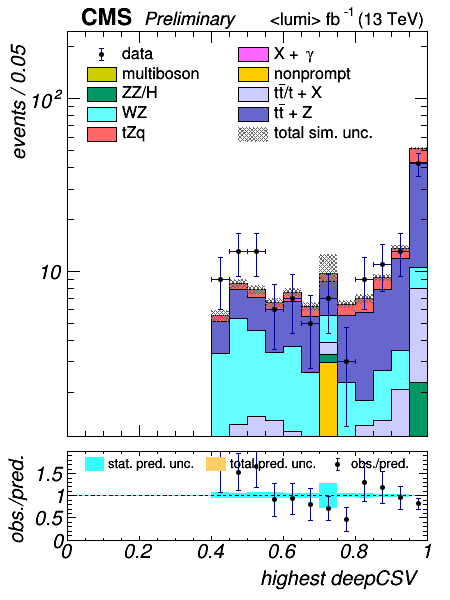 CMS Preliminary <lumi> fb⁻¹ (13 TeV)
events / 0.05
10²
10
data
multiboson
ZZ/H
WZ
tZ̄q
X + γ
nonprompt
tt̄/t + X
tt̄ + Z
total sim. unc.
obs./pred.
1.5
1
0.5
0
stat. pred. unc. total pred. unc. obs./pred.
0 0.2 0.4 0.6 0.8 1
highest deepCSV